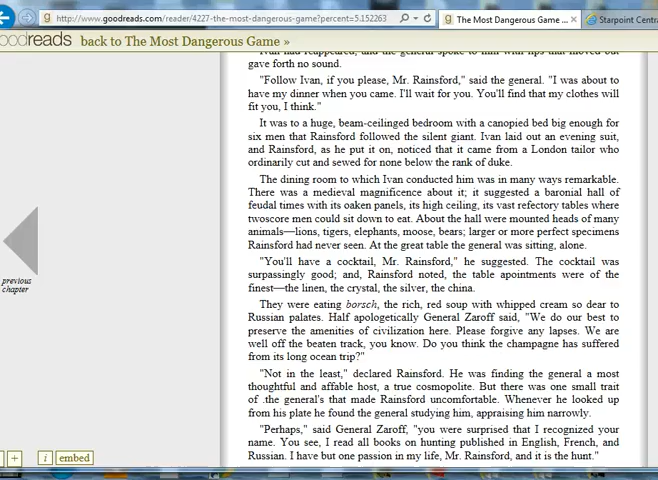 http://www.goodreads.com/reader/4227-the-most-dangerous-game?percent=5.152263
The Most Dangerous Game ...
Starpoint Centra
goodreads back to The Most Dangerous Game »
Ivan had reappeared, and the general spoke to him with lips that moved but
gave forth no sound.
"Follow Ivan, if you please, Mr. Rainsford," said the general. "I was about to
have my dinner when you came. I'll wait for you. You'll find that my clothes will
fit you, I think."
It was to a huge, beam-ceilinged bedroom with a canopied bed big enough for
six men that Rainsford followed the silent giant. Ivan laid out an evening suit,
and Rainsford, as he put it on, noticed that it came from a London tailor who
ordinarily cut and sewed for none below the rank of duke.
The dining room to which Ivan conducted him was in many ways remarkable.
There was a medieval magnificence about it; it suggested a baronial hall of
feudal times with its oaken panels, its high ceiling, its vast refectory tables where
twoscore men could sit down to eat. About the hall were mounted heads of many
animals—lions, tigers, elephants, moose, bears; larger or more perfect specimens
Rainsford had never seen. At the great table the general was sitting, alone.
"You'll have a cocktail, Mr. Rainsford," he suggested. The cocktail was
surpassingly good; and, Rainsford noted, the table apointments were of the
finest—the linen, the crystal, the silver, the china.
They were eating borsch, the rich, red soup with whipped cream so dear to
Russian palates. Half apologetically General Zaroff said, "We do our best to
preserve the amenities of civilization here. Please forgive any lapses. We are
well off the beaten track, you know. Do you think the champagne has suffered
from its long ocean trip?"
"Not in the least," declared Rainsford. He was finding the general a most
thoughtful and affable host, a true cosmopolite. But there was one small trait
of .the general's that made Rainsford uncomfortable. Whenever he looked up
from his plate he found the general studying him, appraising him narrowly.
"Perhaps," said General Zaroff, "you were surprised that I recognized your
name. You see, I read all books on hunting published in English, French, and
Russian. I have but one passion in my life, Mr. Rainsford, and it is the hunt."
previous
chapter
+ i embed